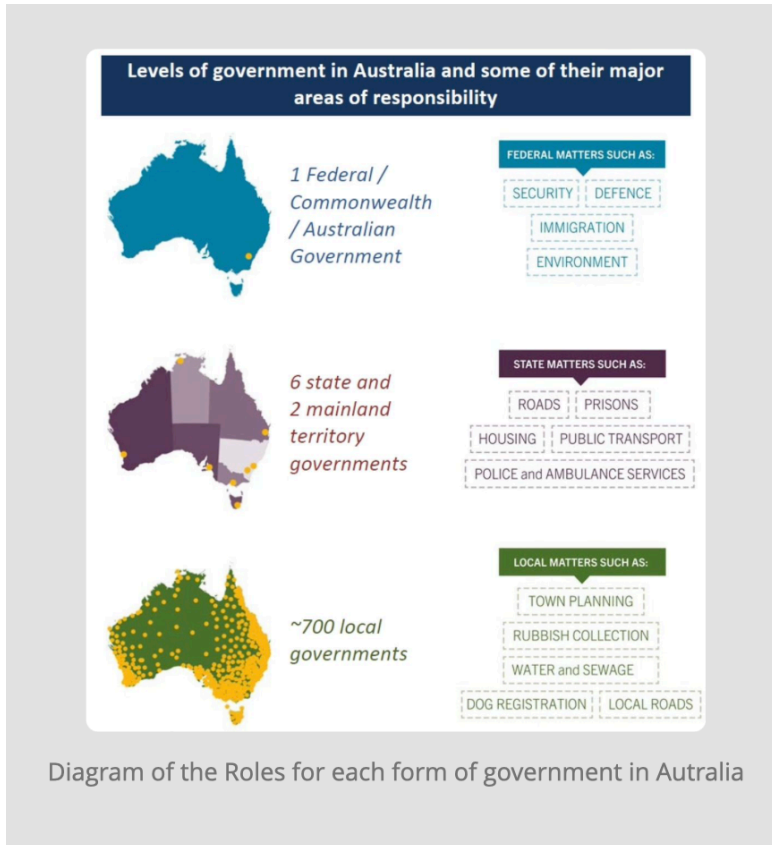 Levels of government in Australia and some of their major
areas of responsibility
1 Federal /
Commonwealth
/ Australian
Government
FEDERAL MATTERS SUCH AS:
SECURITY
DEFENCE
IMMIGRATION
ENVIRONMENT
6 state and
2 mainland
territory
governments
STATE MATTERS SUCH AS:
ROADS
PRISONS
HOUSING
PUBLIC TRANSPORT
POLICE and AMBULANCE SERVICES
~700 local
governments
LOCAL MATTERS SUCH AS:
TOWN PLANNING
RUBBISH COLLECTION
WATER and SEWAGE
DOG REGISTRATION
LOCAL ROADS
Diagram of the Roles for each form of government in Autralia